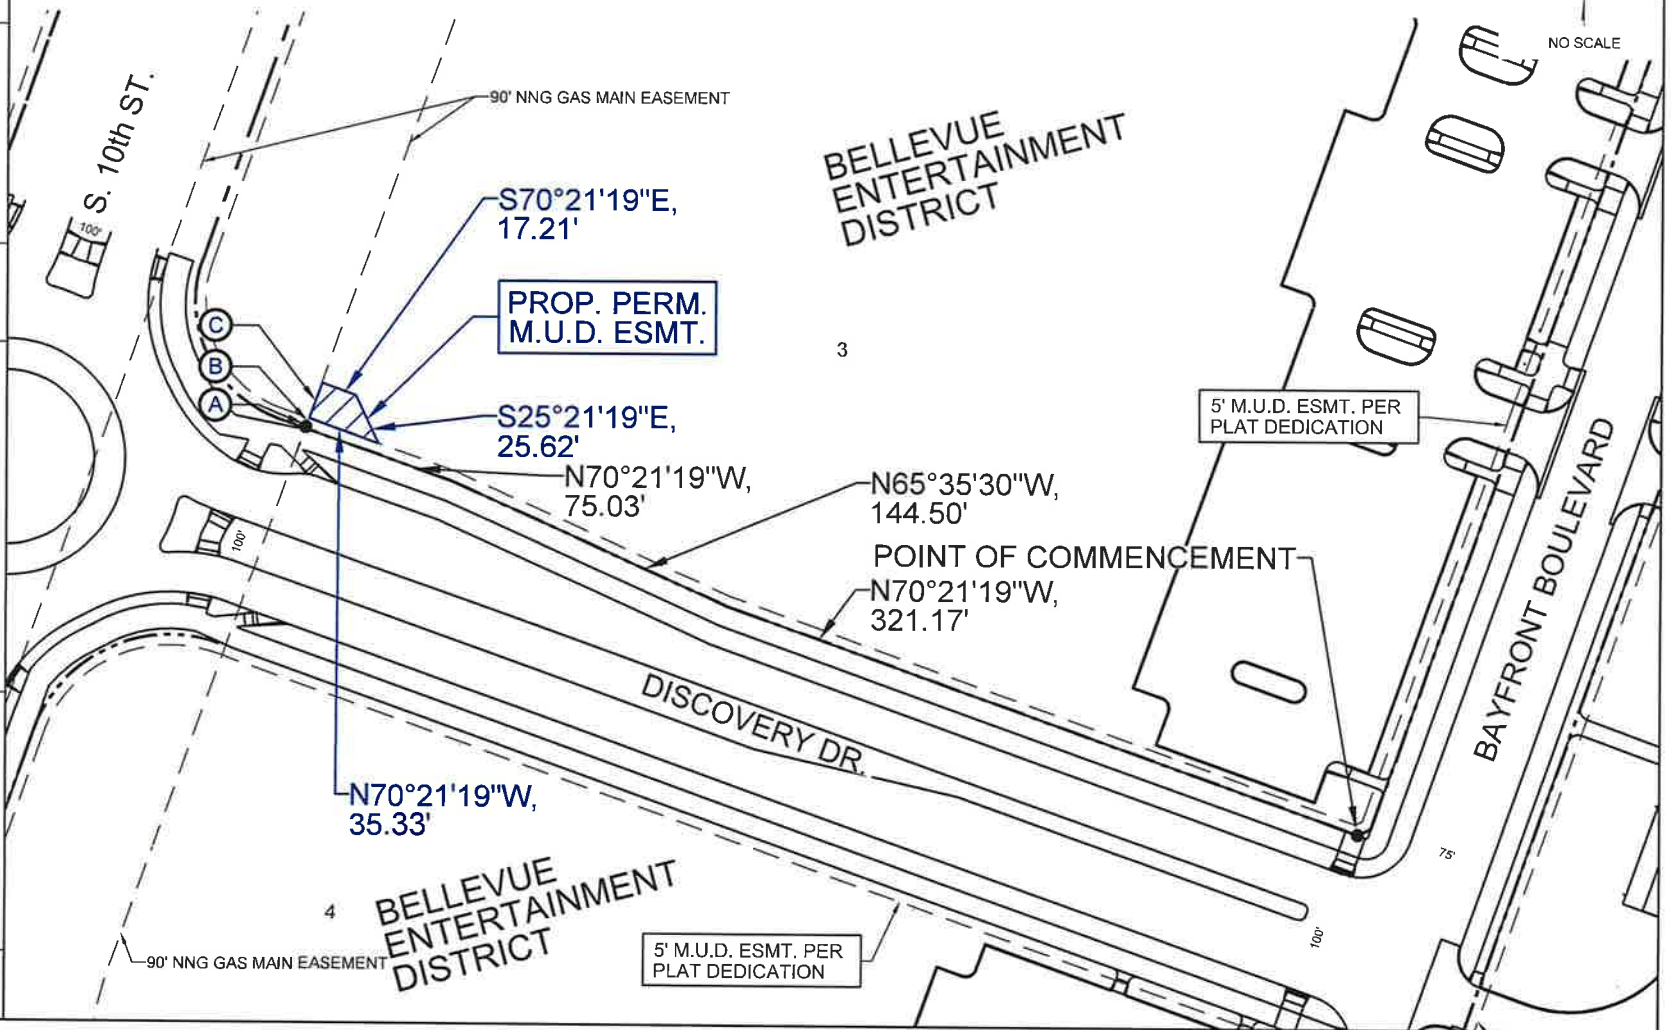 NO SCALE
90' NNG GAS MAIN EASEMENT
S. 10th ST.
100'
BELLEVUE
ENTERTAINMENT
DISTRICT
S70°21'19"E,
17.21'
PROP. PERM.
M.U.D. ESMT.
C
B
A
3
S25°21'19"E,
25.62'
5' M.U.D. ESMT. PER
PLAT DEDICATION
N70°21'19"W,
75.03'
N65°35'30"W,
144.50'
POINT OF COMMENCEMENT
N70°21'19"W,
321.17'
100'
BAYFRONT BOULEVARD
DISCOVERY DR.
N70°21'19"W,
35.33'
75'
4
BELLEVUE
ENTERTAINMENT
DISTRICT
90' NNG GAS MAIN EASEMENT
5' M.U.D. ESMT. PER
PLAT DEDICATION
100'